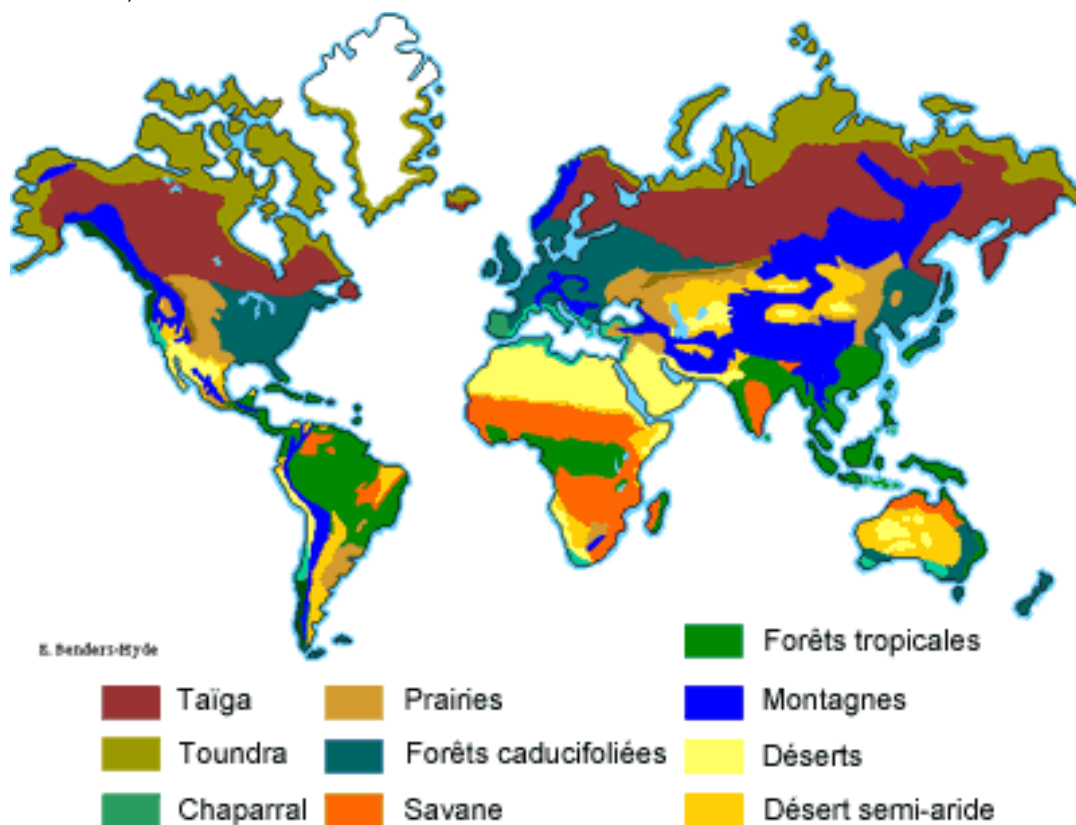 E. Benders-Hyde
Forêts tropicales
Taïga
Prairies
Montagnes
Toundra
Forêts caducifoliées
Déserts
Chaparral
Savane
Désert semi-aride